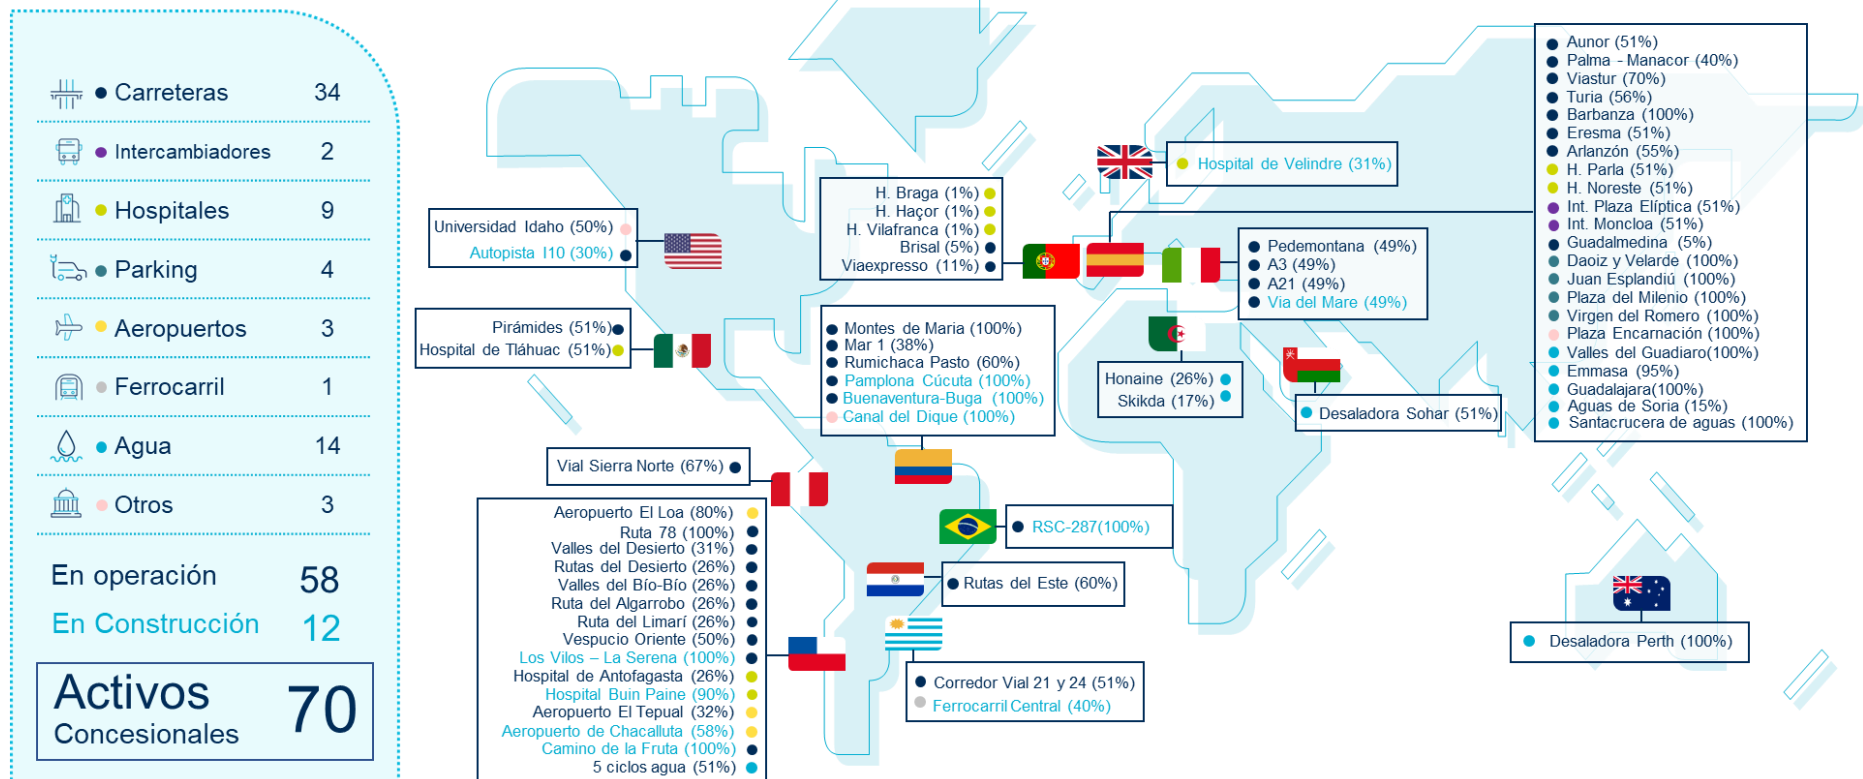 Carreteras 34
Intercambiadores 2
Hospitales 9
Parking 4
Aeropuertos 3
Ferrocarril 1
Agua 14
Otros 3
En operación 58
En Construcción 12
Activos
Concesionales
70
Universidad Idaho (50%)
Autopista I10 (30%)
Pirámides (51%)
Hospital de Tláhuac (51%)
H. Braga (1%)
H. Haçor (1%)
H. Vilafranca (1%)
Brisal (5%)
Viaexpresso (11%)
Hospital de Velindre (31%)
Pedemontana (49%)
A3 (49%)
A21 (49%)
Via del Mare (49%)
Aunor (51%)
Palma - Manacor (40%)
Viastur (70%)
Turia (56%)
Barbanza (100%)
Eresma (51%)
Arlanzón (55%)
H. Parla (51%)
H. Noreste (51%)
Int. Plaza Elíptica (51%)
Int. Moncloa (51%)
Guadalmedina (5%)
Daoiz y Velarde (100%)
Juan Esplandiú (100%)
Plaza del Milenio (100%)
Virgen del Romero (100%)
Plaza Encarnación (100%)
Valles del Guadiaro(100%)
Emmasa (95%)
Guadalajara(100%)
Aguas de Soria (15%)
Santacrucera de aguas (100%)
Montes de Maria (100%)
Mar 1 (38%)
Rumichaca Pasto (60%)
Pamplona Cúcuta (100%)
Buenaventura-Buga (100%)
Canal del Dique (100%)
Honaine (26%)
Skikda (17%)
Desaladora Sohar (51%)
Vial Sierra Norte (67%)
Aeropuerto El Loa (80%)
Ruta 78 (100%)
Valles del Desierto (31%)
Rutas del Desierto (26%)
Valles del Bío-Bío (26%)
Ruta del Algarrobo (26%)
Ruta del Limarí (26%)
Vespucio Oriente (50%)
Los Vilos – La Serena (100%)
Hospital de Antofagasta (26%)
Hospital Buin Paine (90%)
Aeropuerto El Tepual (32%)
Aeropuerto de Chacalluta (58%)
Camino de la Fruta (100%)
5 ciclos agua (51%)
RSC-287(100%)
Rutas del Este (60%)
Corredor Vial 21 y 24 (51%)
Ferrocarril Central (40%)
Desaladora Perth (100%)